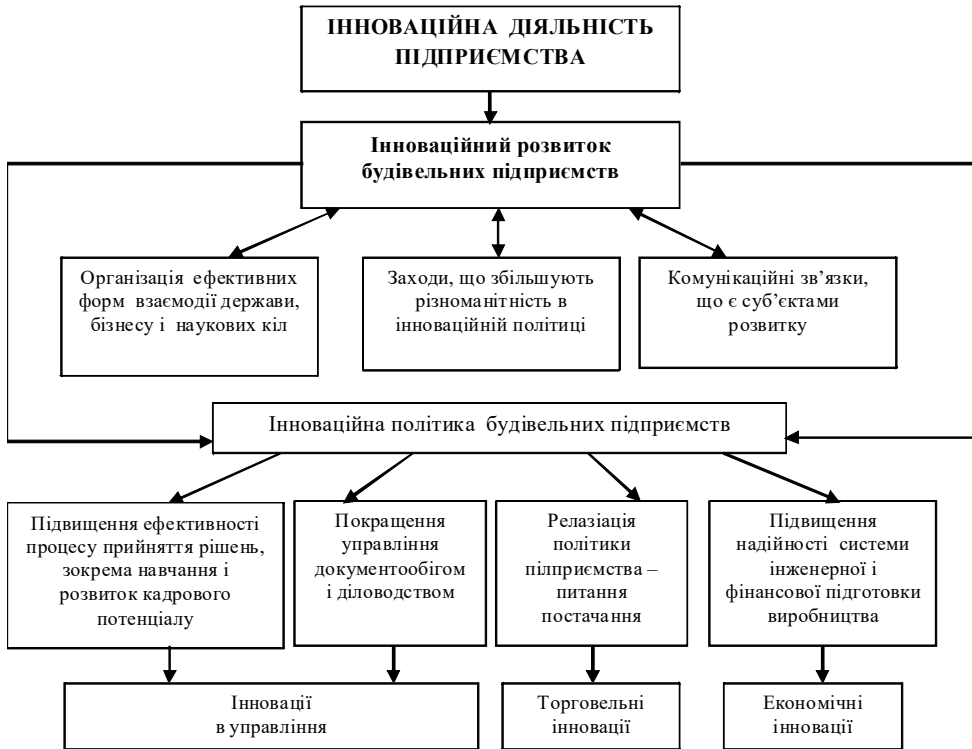 ІННОВАЦІЙНА ДІЯЛЬНІСТЬ
ПІДПРИЄМСТВА
Інноваційний розвиток
будівельних підприємств
Організація ефективних
форм взаємодії держави,
бізнесу і наукових кіл
Заходи, що збільшують
різноманітність в
інноваційній політиці
Комунікаційні зв’язки,
що є суб’єктами
розвитку
Інноваційна політика будівельних підприємств
Підвищення ефективності
процесу прийняття рішень,
зокрема навчання і
розвиток кадрового
потенціалу
Покращення
управління
документообігом
і діловодством
Релазіація
політики
пілприємства –
питання
постачання
Підвищення
надійності системи
інженерної і
фінансової підготовки
виробництва
Інновації
в управління
Торговельні
інновації
Економічні
інновації